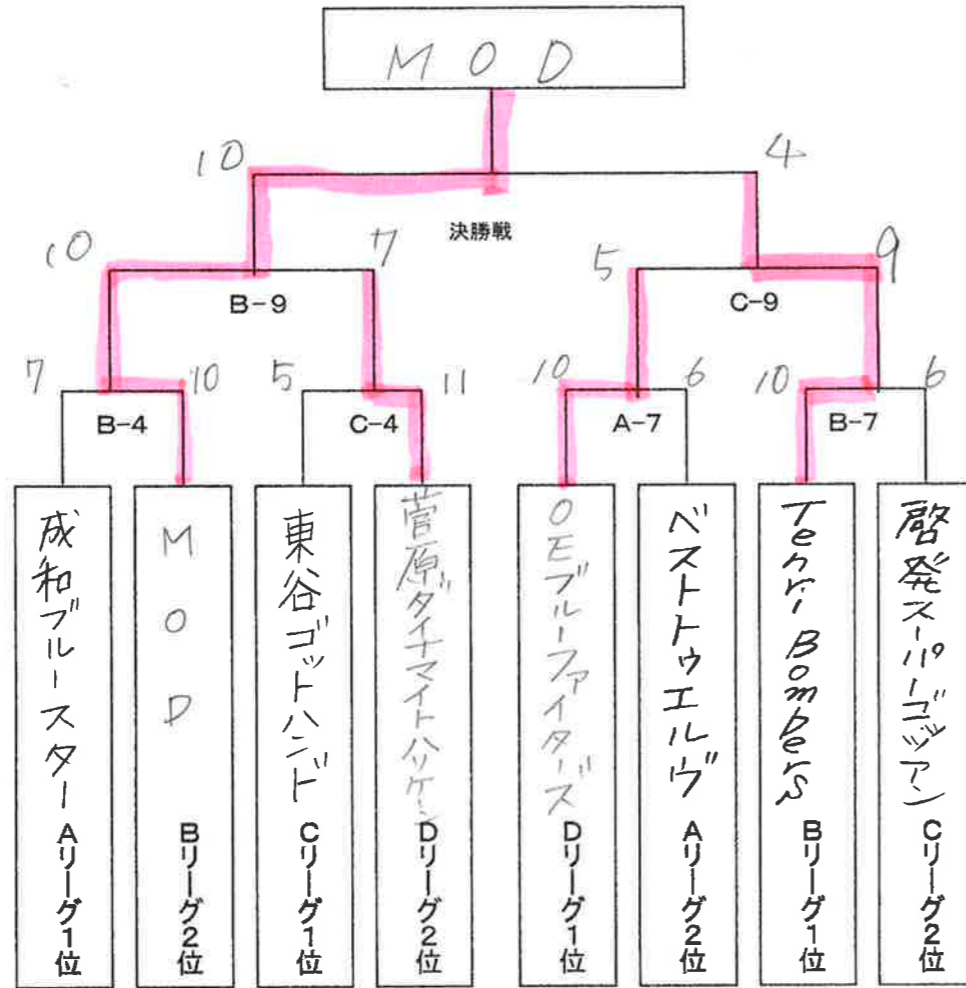 MOD
10 4
決勝戦
10 7 5 9
B-9 C-9
7 10 5 11 10 6 10 6
B-4 C-4 A-7 B-7
成和ブルースター
Aリーグ1位
MOD
Bリーグ2位
東谷ゴットハンド
Cリーグ1位
菅原ダイナマイトハリケーン
Dリーグ2位
OEブルーファイターズ
Dリーグ1位
ベストトゥエルヴ
Aリーグ2位
Tenri Bombers
Bリーグ1位
啓発スーパーゴッツアン
Cリーグ2位